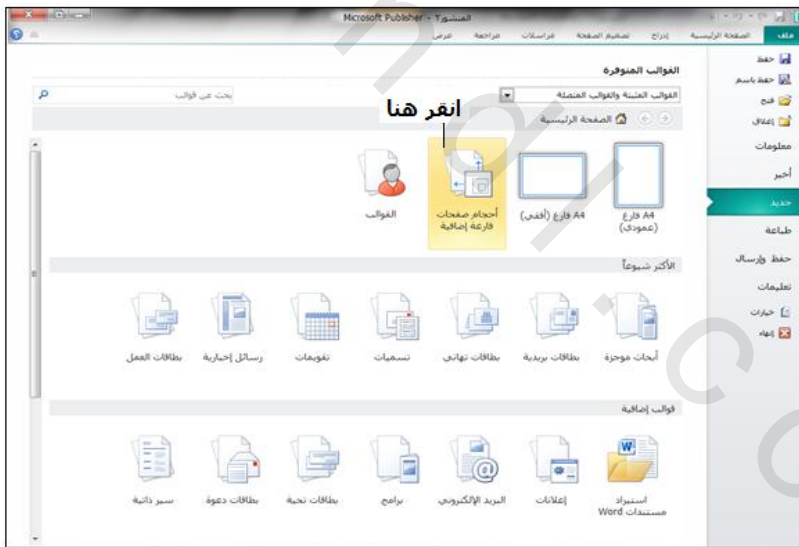 المنشور٢ - Microsoft Publisher
ملف الصفحة الرئيسية إدراج تصميم الصفحة مراسلات مراجعة عرض
حفظ
حفظ باسم
فتح
إغلاق
معلومات
أخير
جديد
طباعة
حفظ وإرسال
تعليمات
خيارات
إنهاء
القوالب المتوفرة
القوالب المثبتة والقوالب المتصلة
بحث عن قوالب
الصفحة الرئيسية
انقر هنا
A4 فارغ (عمودي)
A4 فارغ (أفقي)
أحجام صفحات فارغة إضافية
القوالب
الأكثر شيوعاً
أبحاث موجزة
بطاقات بريدية
بطاقات تهاني
تسميات
تقويمات
رسائل إخبارية
بطاقات العمل
قوالب إضافية
استيراد مستندات Word
إعلانات
البريد الإلكتروني
برامج
بطاقات تحية
بطاقات دعوة
سير ذاتية